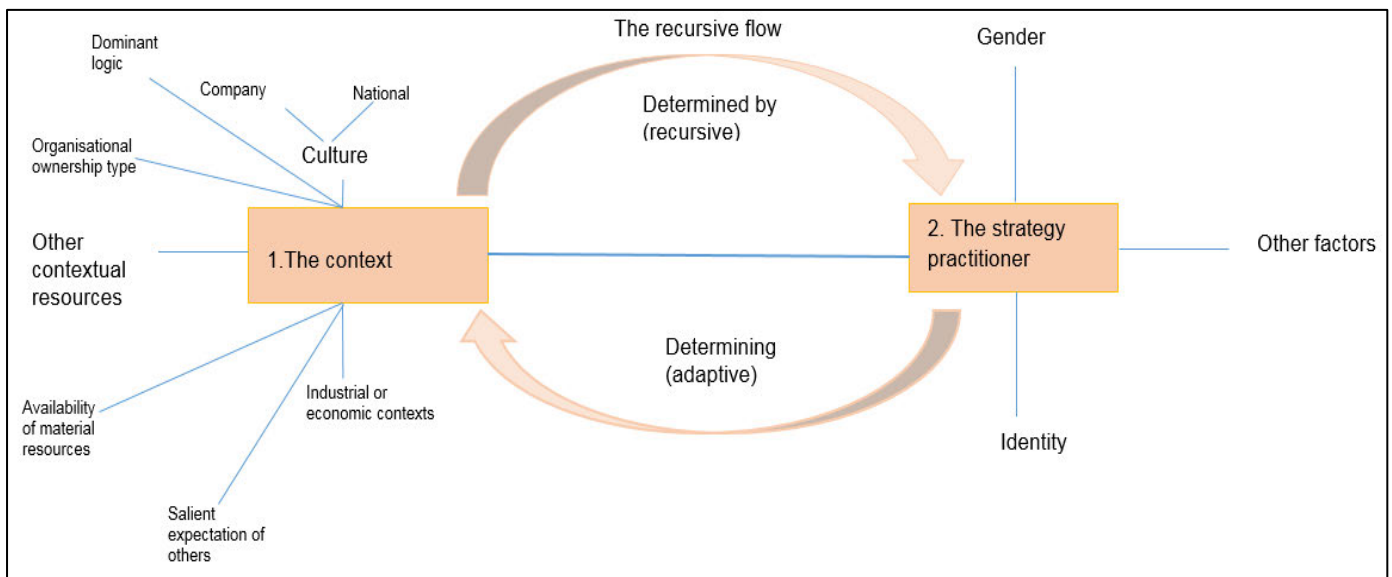 The recursive flow
Gender
Dominant
logic
Company
National
Determined by
(recursive)
Organisational
ownership type
Culture
Other
contextual
resources
1.The context
2. The strategy
practitioner
Other factors
Determining
(adaptive)
Industrial or
economic contexts
Availability
of material
resources
Identity
Salient
expectation of
others